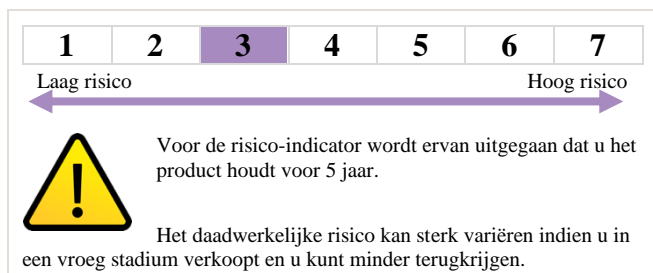 1 2 3 4 5 6 7
Laag risico Hoog risico
Voor de risico-indicator wordt ervan uitgegaan dat u het
product houdt voor 5 jaar.
Het daadwerkelijke risico kan sterk variëren indien u in
een vroeg stadium verkoopt en u kunt minder terugkrijgen.